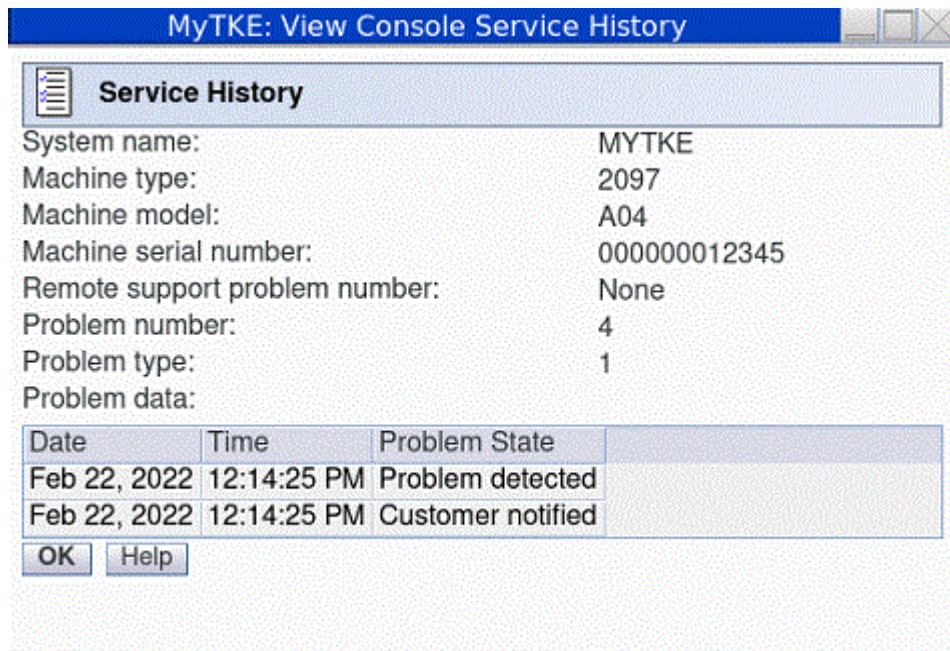 MyTKE: View Console Service History
Service History
System name: MYTKE
Machine type: 2097
Machine model: A04
Machine serial number: 000000012345
Remote support problem number: None
Problem number: 4
Problem type: 1
Problem data:
Date Time Problem State
Feb 22, 2022 12:14:25 PM Problem detected
Feb 22, 2022 12:14:25 PM Customer notified
OK Help